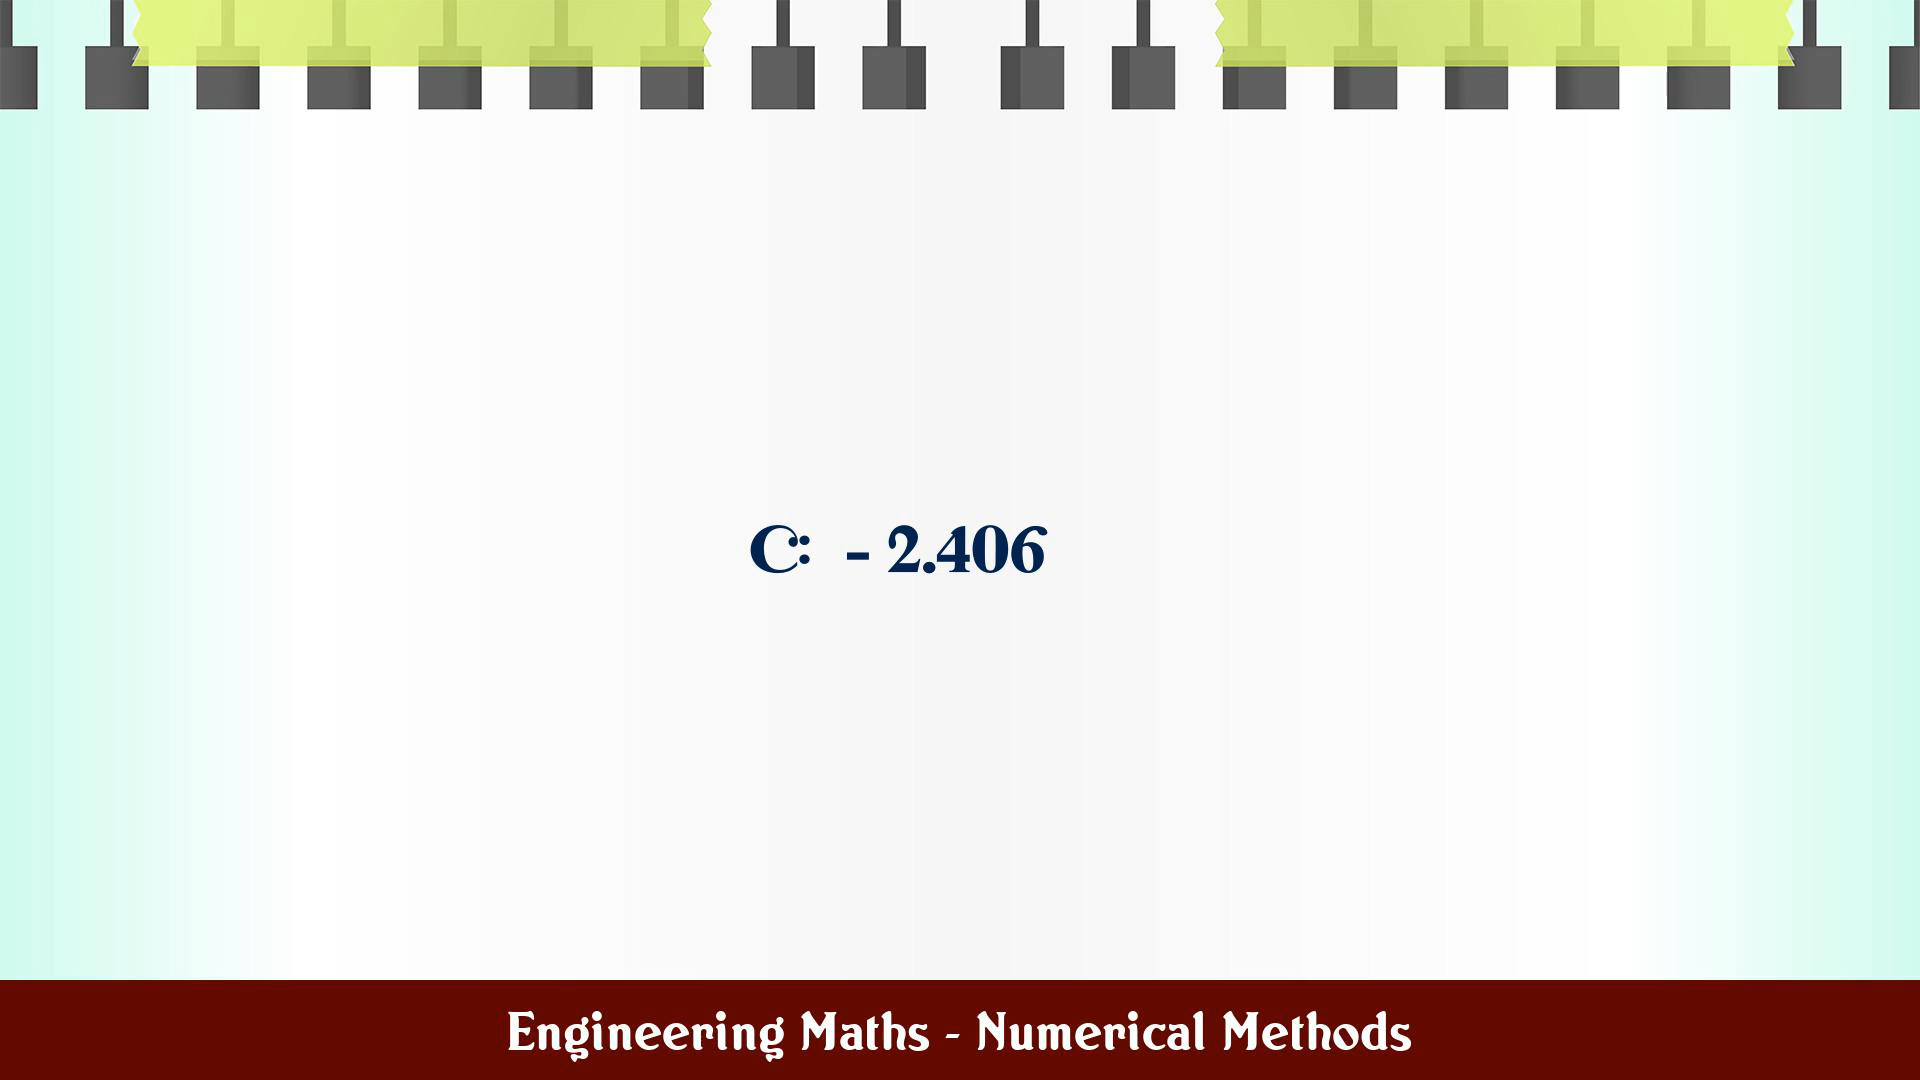 C: - 2.406
Engineering Maths - Numerical Methods